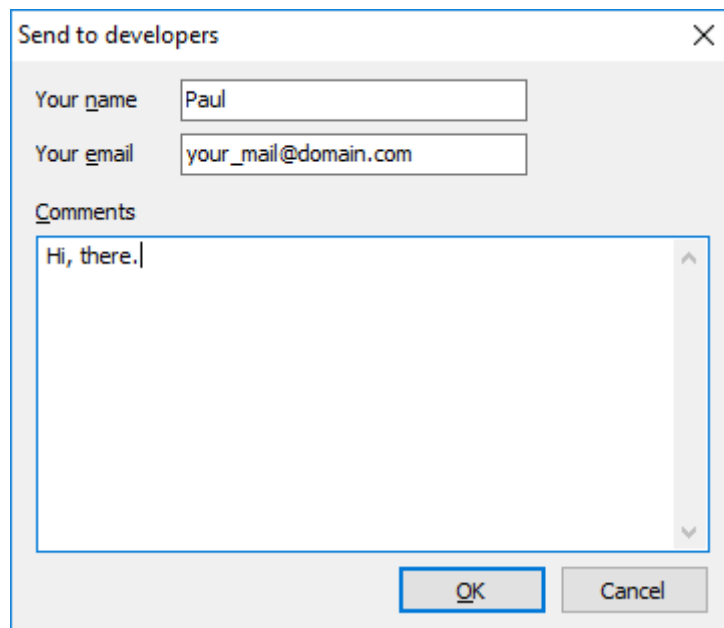 Send to developers
Your name Paul
Your email your_mail@domain.com
Comments
Hi, there.
OK Cancel